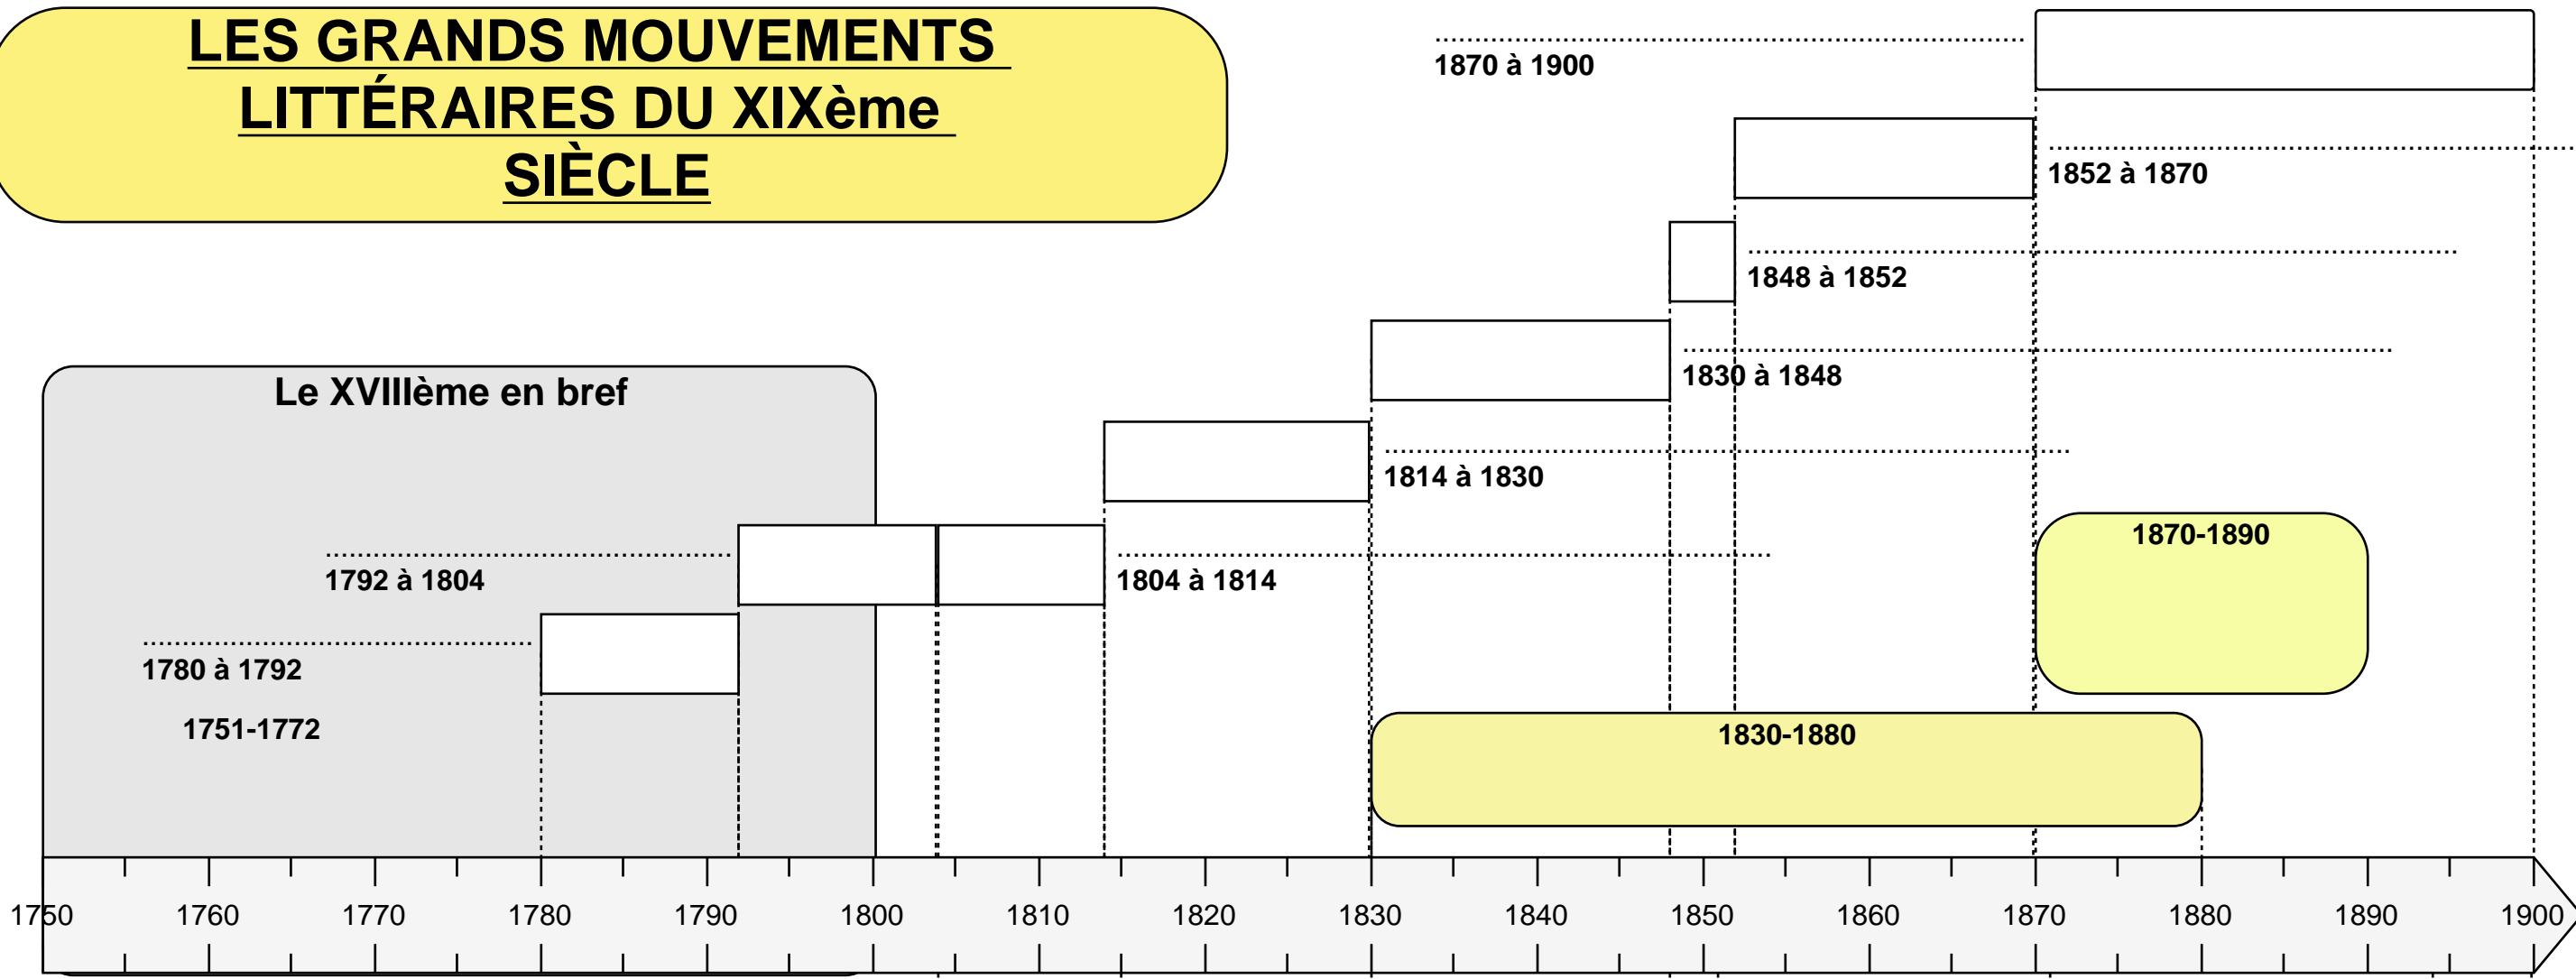 LES GRANDS MOUVEMENTS
LITTÉRAIRES DU XIXème
SIÈCLE
1870 à 1900
1852 à 1870
1848 à 1852
1830 à 1848
Le XVIIIème en bref
1814 à 1830
1870-1890
1792 à 1804
1804 à 1814
1780 à 1792
1751-1772
1830-1880
1750 1760 1770 1780 1790 1800 1810 1820 1830 1840 1850 1860 1870 1880 1890 1900